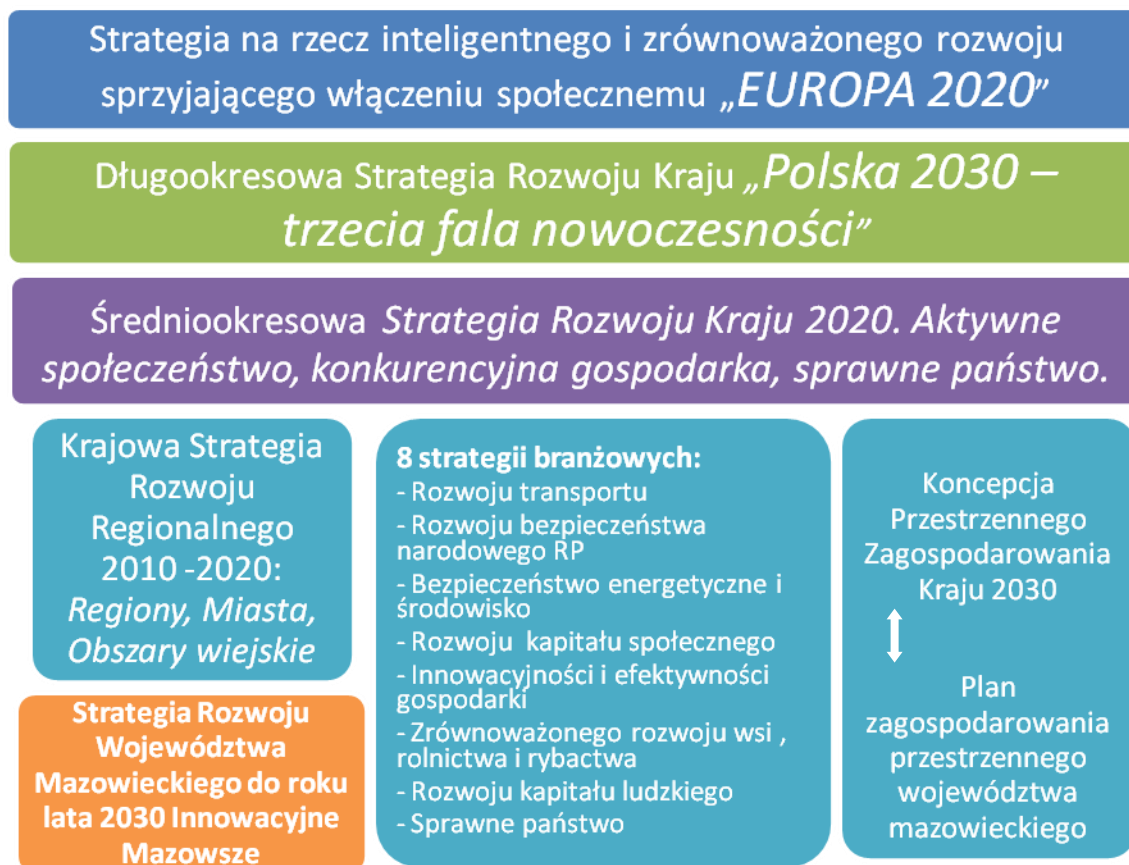 Strategia na rzecz inteligentnego i zrównoważonego rozwoju
sprzyjającego włączeniu społecznemu „EUROPA 2020”
Długookresowa Strategia Rozwoju Kraju „Polska 2030 –
trzecia fala nowoczesności”
Średniookresowa Strategia Rozwoju Kraju 2020. Aktywne
społeczeństwo, konkurencyjna gospodarka, sprawne państwo.
Krajowa Strategia
Rozwoju
Regionalnego
2010 -2020:
Regiony, Miasta,
Obszary wiejskie
Strategia Rozwoju
Województwa
Mazowieckiego do roku
lata 2030 Innowacyjne
Mazowsze
8 strategii branżowych:
- Rozwoju transportu
- Rozwoju bezpieczeństwa
narodowego RP
- Bezpieczeństwo energetyczne i
środowisko
- Rozwoju kapitału społecznego
- Innowacyjności i efektywności
gospodarki
- Zrównoważonego rozwoju wsi ,
rolnictwa i rybactwa
- Rozwoju kapitału ludzkiego
- Sprawne państwo
Koncepcja
Przestrzennego
Zagospodarowania
Kraju 2030
Plan
zagospodarowania
przestrzennego
województwa
mazowieckiego